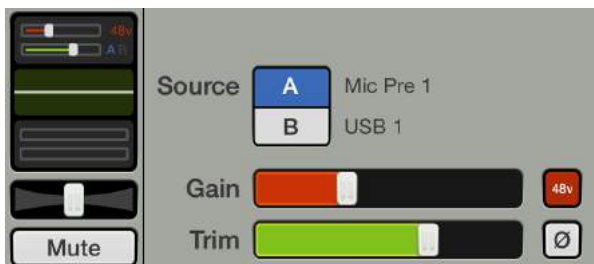 48v
A B
Source
A
Mic Pre 1
B
USB 1
Gain
48v
Trim
Ø
Mute